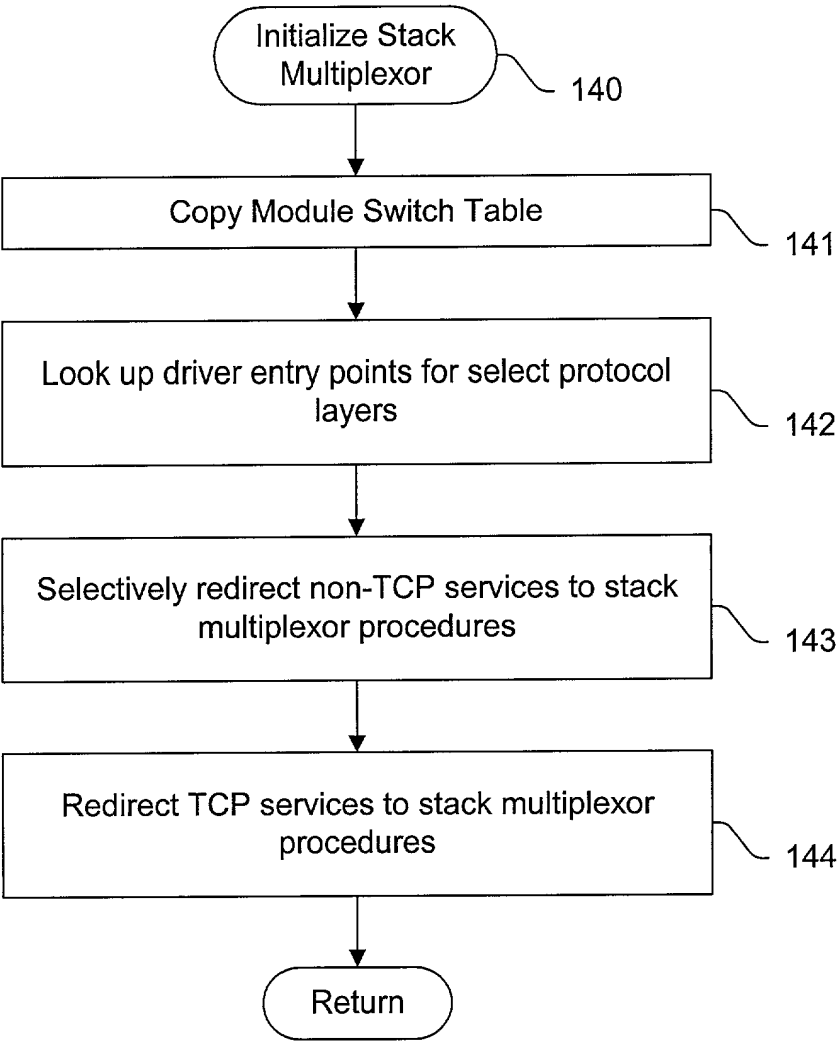 Initialize Stack
Multiplexor
140
Copy Module Switch Table
141
Look up driver entry points for select protocol
layers
142
Selectively redirect non-TCP services to stack
multiplexor procedures
143
Redirect TCP services to stack multiplexor
procedures
144
Return